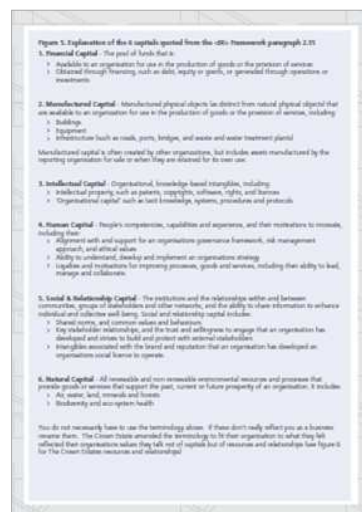 Figure 5. Explanation of the 6 capitals quoted from the <IR> Framework paragraph 2.15
1. Financial Capital - The pool of funds that is:
> Available to an organisation for use in the production of goods or the provision of services
> Obtained through financing, such as debt, equity or grants, or generated through operations or
investments
2. Manufactured Capital - Manufactured physical objects (as distinct from natural physical objects) that
are available to an organisation for use in the production of goods or the provision of services, including:
> Buildings
> Equipment
> Infrastructure (such as roads, ports, bridges, and waste and water treatment plants)
Manufactured capital is often created by other organisations, but includes assets manufactured by the
reporting organisation for sale or when they are retained for its own use.
3. Intellectual Capital - Organisational, knowledge-based intangibles, including:
> Intellectual property, such as patents, copyrights, software, rights, and licences
> 'Organisational capital' such as tacit knowledge, systems, procedures and protocols
4. Human Capital - People's competencies, capabilities and experience, and their motivations to innovate,
including their:
> Alignment with and support for an organisations governance framework, risk management
approach, and ethical values
> Ability to understand, develop and implement an organisations strategy
> Loyalties and motivations for improving processes, goods and services, including their ability to lead,
manage and collaborate.
5. Social & Relationship Capital - The institutions and the relationships within and between
communities, groups of stakeholders and other networks, and the ability to share information to enhance
individual and collective well-being. Social and relationship capital includes:
> Shared norms, and common values and behaviours
> Key stakeholder relationships, and the trust and willingness to engage that an organisation has
developed and strives to build and protect with external stakeholders
> Intangibles associated with the brand and reputation that an organisation has developed an
organisations social licence to operate.
6. Natural Capital - All renewable and non-renewable environmental resources and processes that
provide goods or services that support the past, current or future prosperity of an organisation. It includes:
> Air, water, land, minerals and forests
> Biodiversity and eco-system health
You do not necessarily have to use the terminology above. If these don't really reflect you as a business
rename them. The Crown Estate amended the terminology to fit their organisation to what they felt
reflected their organisations values they talk not of capitals but of resources and relationships (see figure 6
for The Crown Estates resources and relationships)